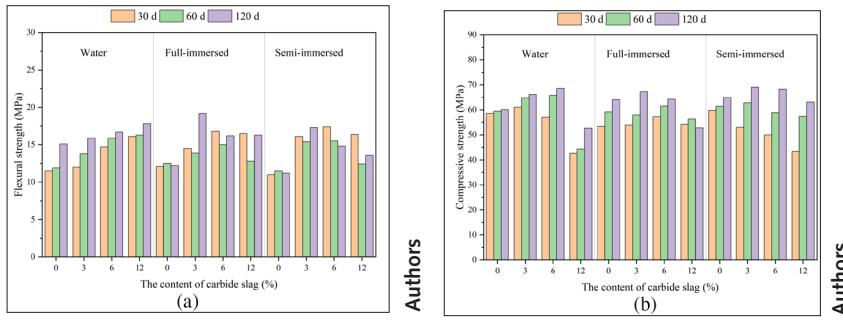 30 d 60 d 120 d
30
25
20
15
10
5
0
Flexural strength (MPa)
Water Full-immersed Semi-immersed
0 3 6 12 0 3 6 12 0 3 6 12
The content of carbide slag (%)
(a)
Authors
30 d 60 d 120 d
90
80
70
60
50
40
30
20
10
0
Compressive strength (MPa)
Water Full-immersed Semi-immersed
0 3 6 12 0 3 6 12 0 3 6 12
The content of carbide slag (%)
(b)
Authors